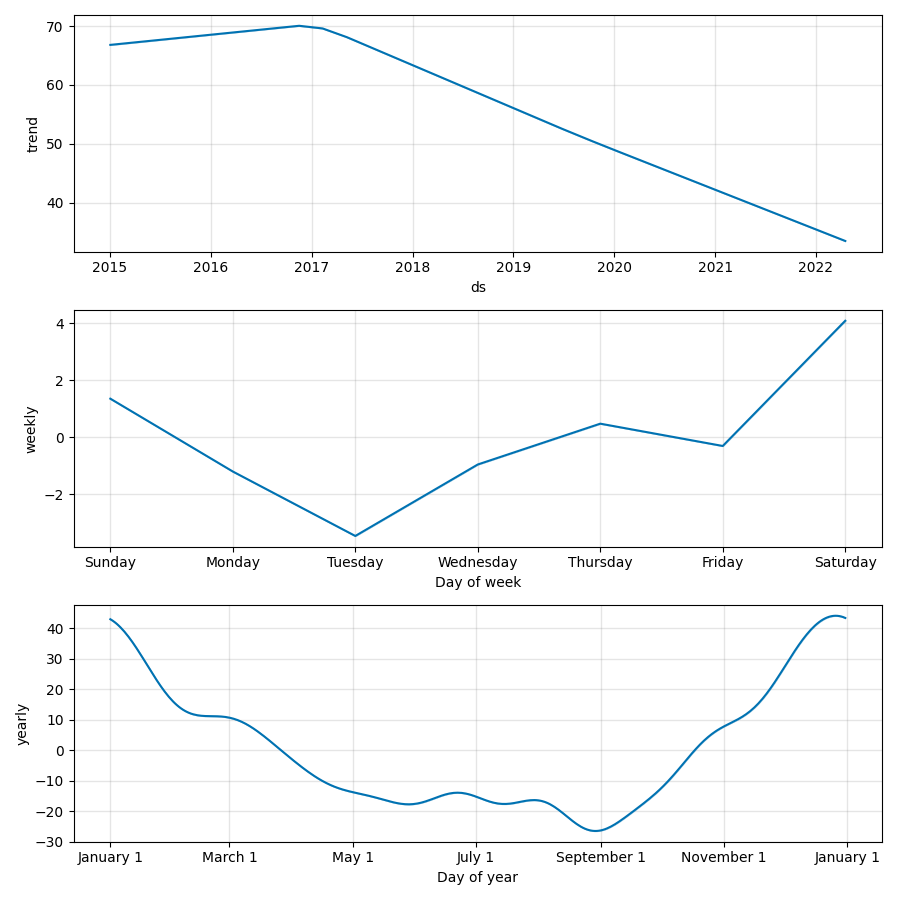 70
60
50
40
trend
2015 2016 2017 2018 2019 2020 2021 2022
ds
4
2
0
−2
weekly
Sunday Monday Tuesday Wednesday Thursday Friday Saturday
Day of week
40
30
20
10
0
−10
−20
−30
yearly
January 1 March 1 May 1 July 1 September 1 November 1 January 1
Day of year